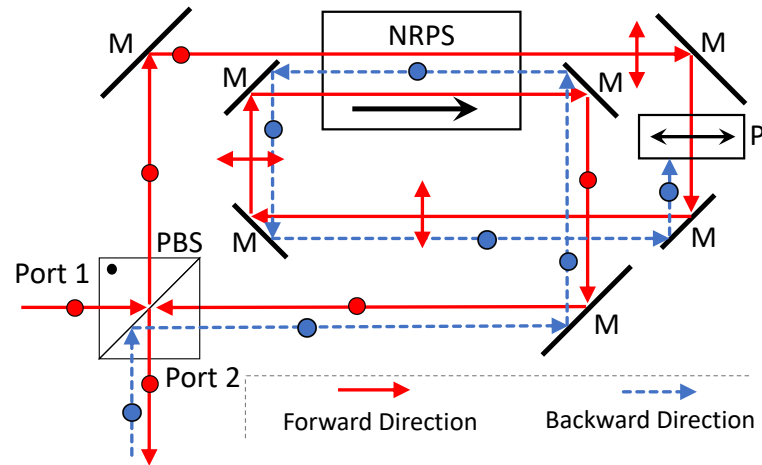 M
NRPS
M
M
M
P
M
M
PBS
Port 1
M
Port 2
Forward Direction
Backward Direction